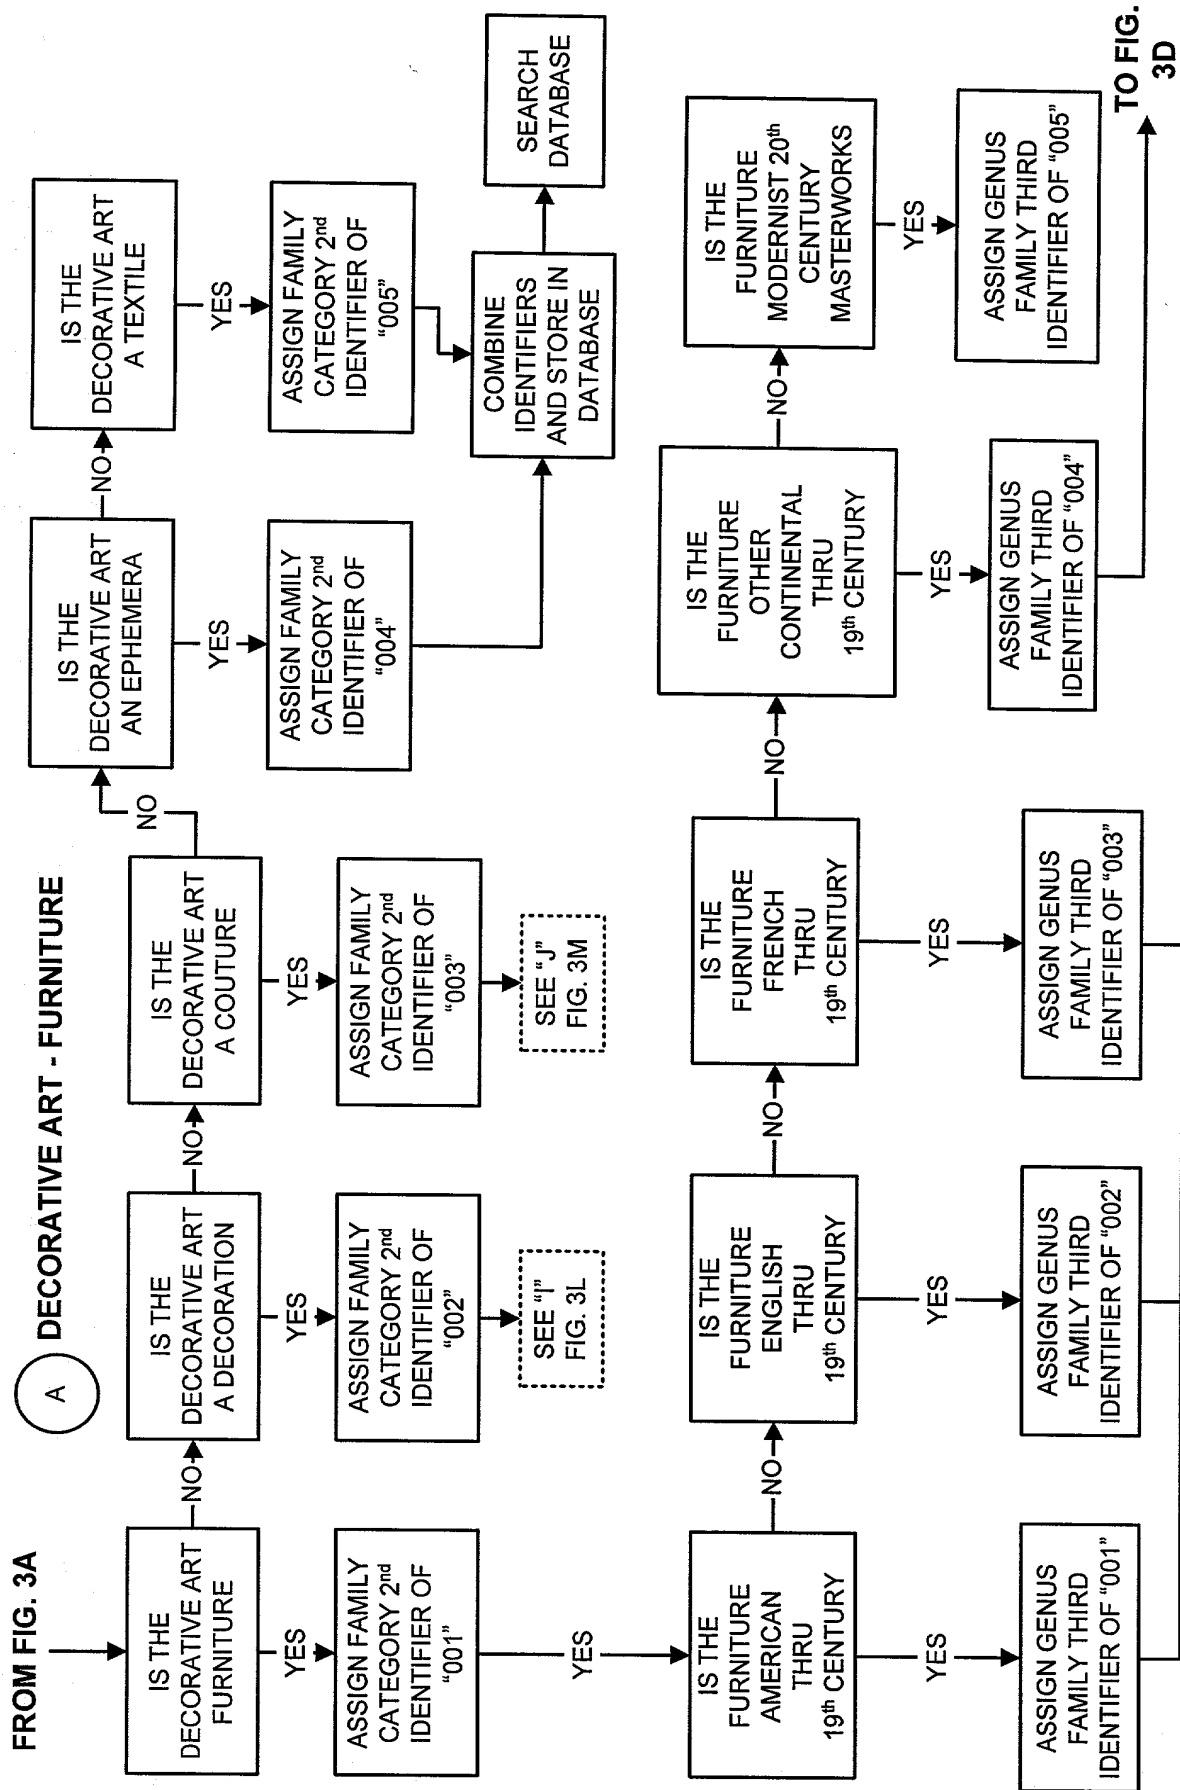 FROM FIG. 3A
A
DECORATIVE ART - FURNITURE
IS THE
DECORATIVE ART
FURNITURE
NO
IS THE
DECORATIVE ART
A DECORATION
NO
IS THE
DECORATIVE ART
A COUTURE
NO
IS THE
DECORATIVE ART
AN EPHEMERA
NO
IS THE
DECORATIVE ART
A TEXTILE
YES
YES
YES
YES
YES
ASSIGN FAMILY
CATEGORY 2nd
IDENTIFIER OF
"001"
ASSIGN FAMILY
CATEGORY 2nd
IDENTIFIER OF
"002"
ASSIGN FAMILY
CATEGORY 2nd
IDENTIFIER OF
"003"
ASSIGN FAMILY
CATEGORY 2nd
IDENTIFIER OF
"004"
ASSIGN FAMILY
CATEGORY 2nd
IDENTIFIER OF
"005"
SEE "I"
FIG. 3L
SEE "J"
FIG. 3M
COMBINE
IDENTIFIERS
AND STORE IN
DATABASE
SEARCH
DATABASE
YES
IS THE
FURNITURE
AMERICAN
THRU
19th CENTURY
NO
IS THE
FURNITURE
ENGLISH
THRU
19th CENTURY
NO
IS THE
FURNITURE
FRENCH
THRU
19th CENTURY
NO
IS THE
FURNITURE
OTHER
CONTINENTAL
THRU
19th CENTURY
NO
IS THE
FURNITURE
MODERNIST 20th
CENTURY
MASTERWORKS
YES
YES
YES
YES
YES
ASSIGN GENUS
FAMILY THIRD
IDENTIFIER OF "001"
ASSIGN GENUS
FAMILY THIRD
IDENTIFIER OF "002"
ASSIGN GENUS
FAMILY THIRD
IDENTIFIER OF "003"
ASSIGN GENUS
FAMILY THIRD
IDENTIFIER OF "004"
ASSIGN GENUS
FAMILY THIRD
IDENTIFIER OF "005"
TO FIG.
3D